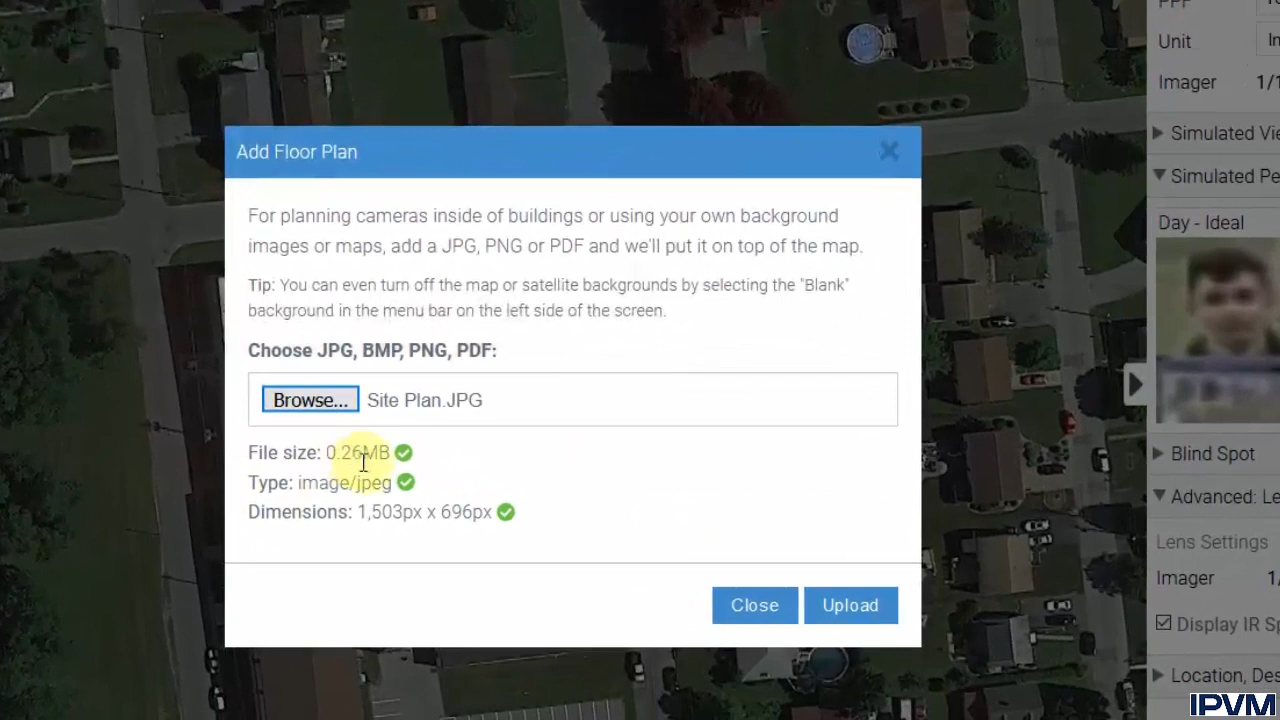 Unit
Imager 1/
Simulated
Simulated
Day - Ideal
Add Floor Plan
For planning cameras inside of buildings or using your own background
images or maps, add a JPG, PNG or PDF and we'll put it on top of the map.
Tip: You can even turn off the map or satellite backgrounds by selecting the "Blank"
background in the menu bar on the left side of the screen.
Choose JPG, BMP, PNG, PDF:
Browse... Site Plan.JPG
File size: 0.26MB
Type: image/jpeg
Dimensions: 1,503px x 696px
Close Upload
Blind Spot
Advanced:
Lens Settings
Imager
Display IR
Location,
IPVM